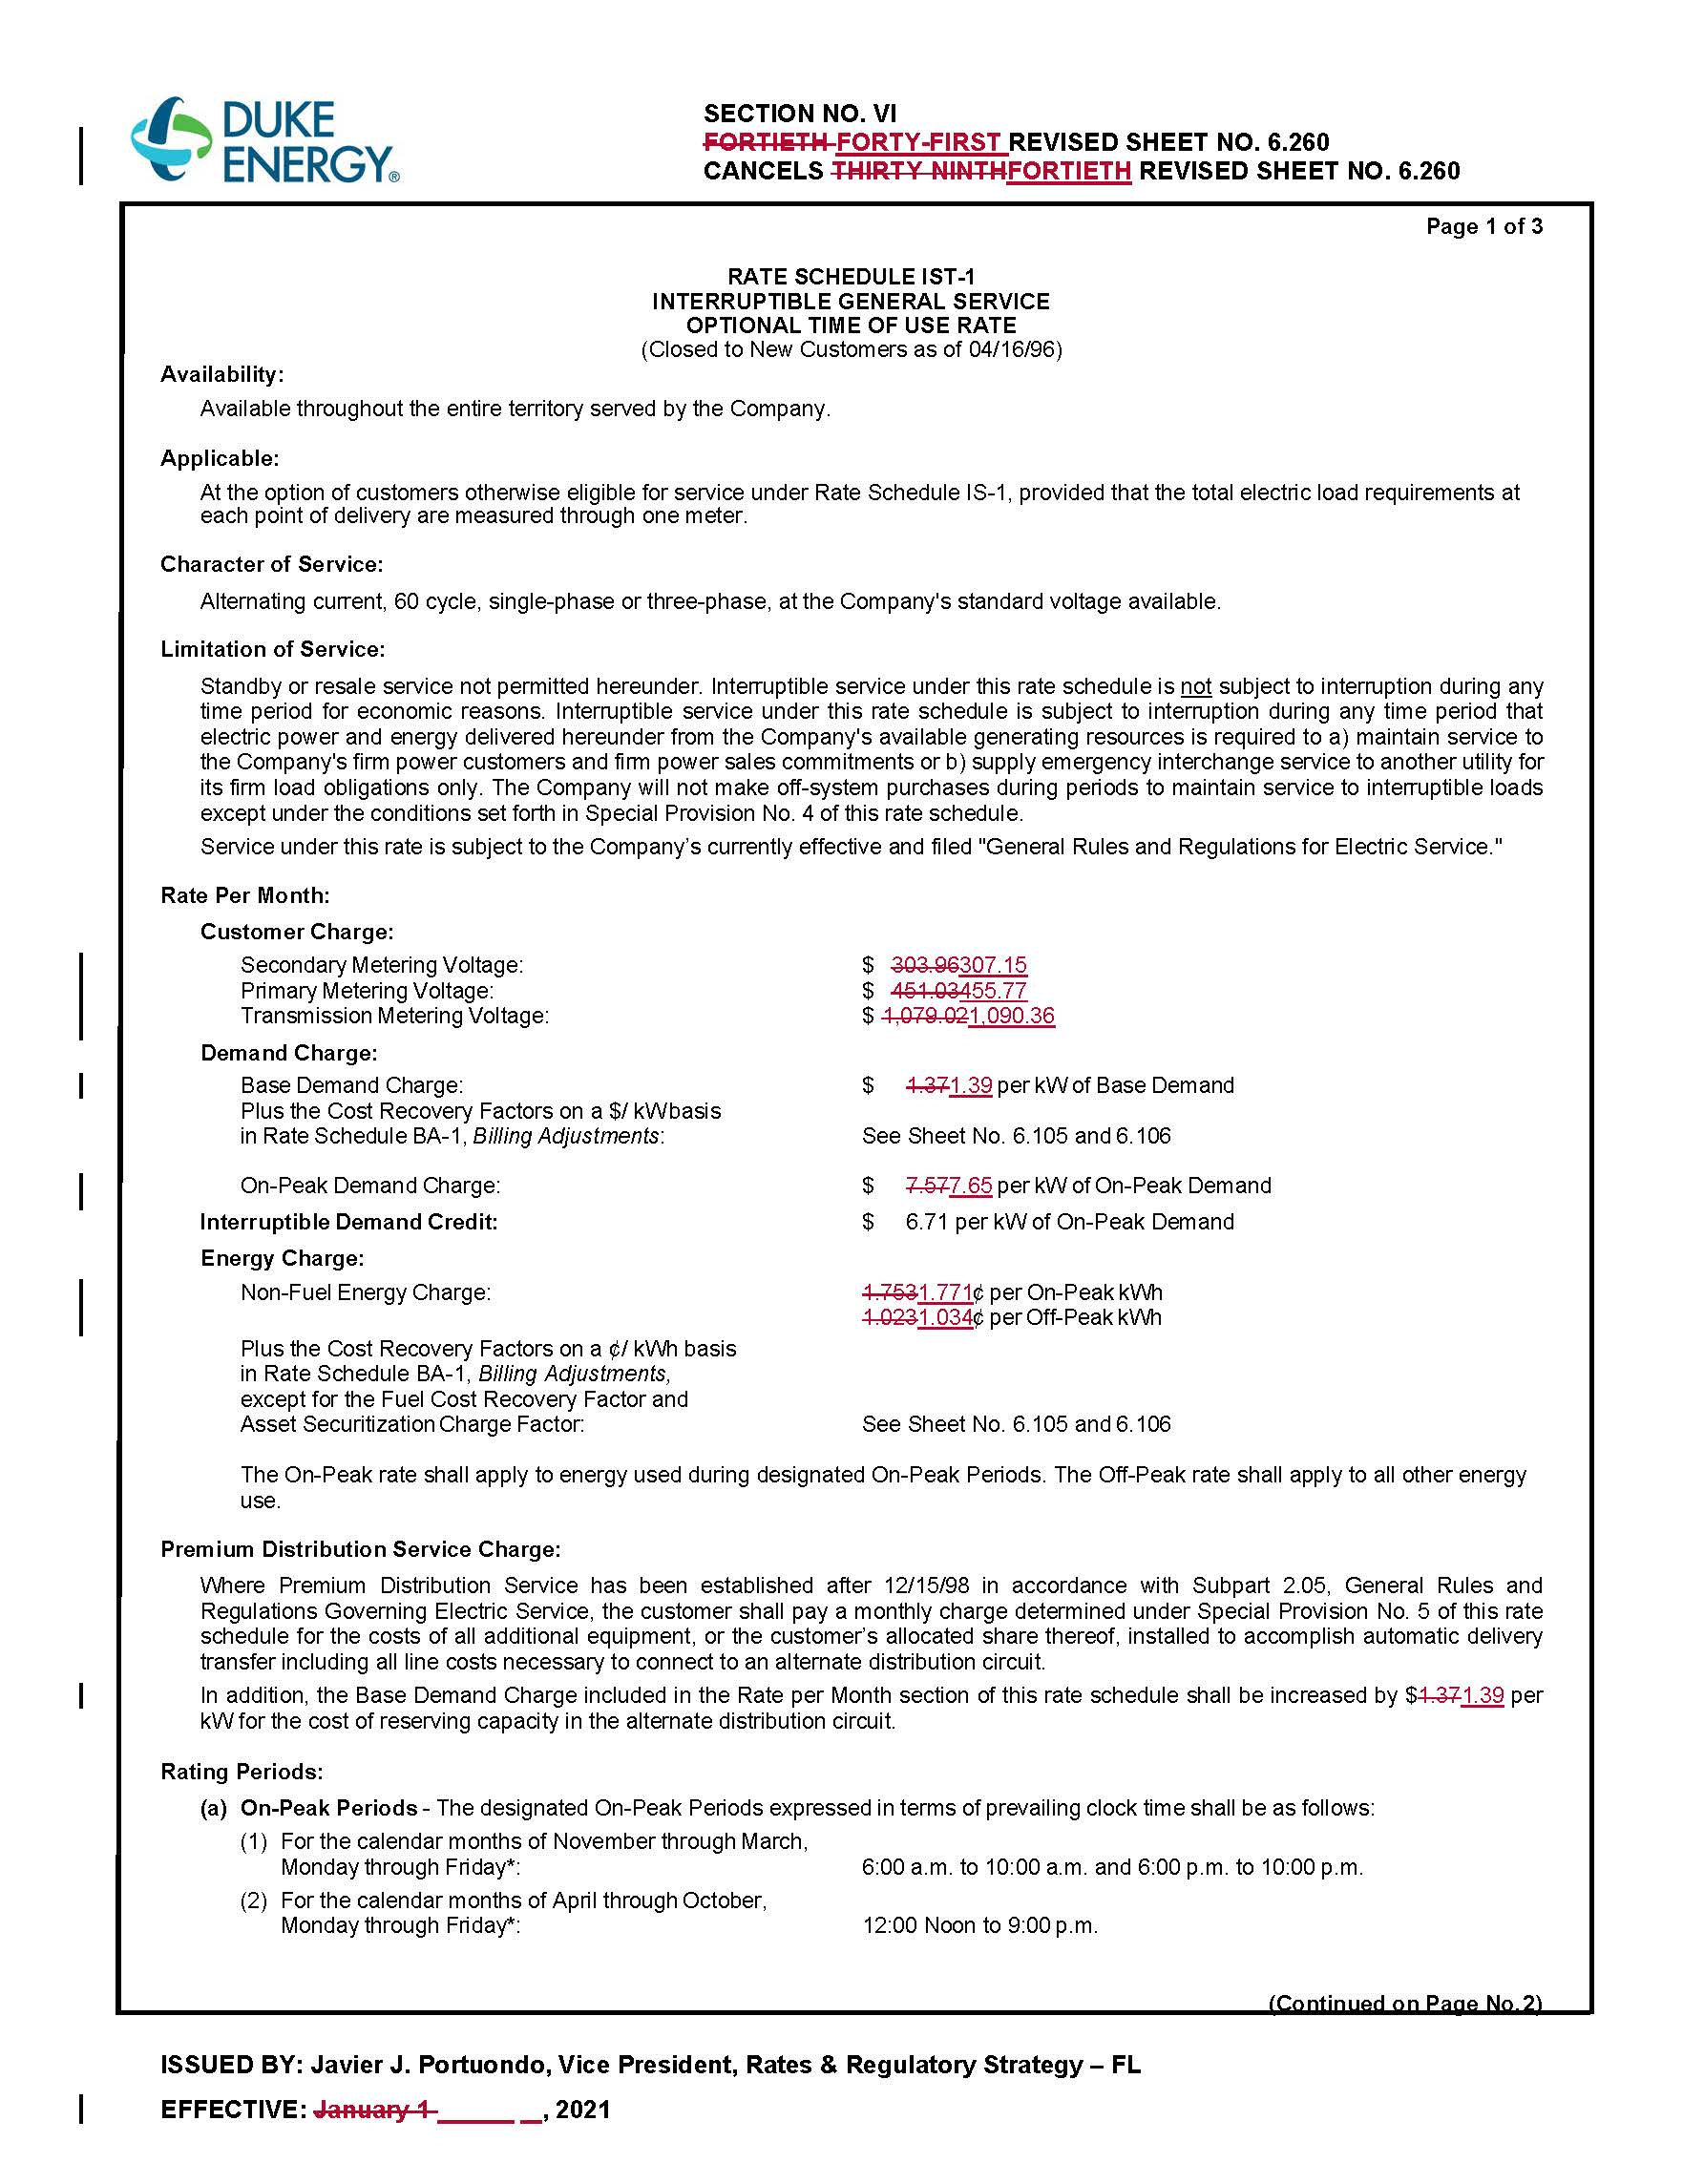 DUKE
ENERGY®
SECTION NO. VI
FORTIETH FORTY-FIRST REVISED SHEET NO. 6.260
CANCELS THIRTY NINTHFORTIETH REVISED SHEET NO. 6.260
Page 1 of 3
RATE SCHEDULE IST-1
INTERRUPTIBLE GENERAL SERVICE
OPTIONAL TIME OF USE RATE
(Closed to New Customers as of 04/16/96)
Availability:
Available throughout the entire territory served by the Company.
Applicable:
At the option of customers otherwise eligible for service under Rate Schedule IS-1, provided that the total electric load requirements at
each point of delivery are measured through one meter.
Character of Service:
Alternating current, 60 cycle, single-phase or three-phase, at the Company's standard voltage available.
Limitation of Service:
Standby or resale service not permitted hereunder. Interruptible service under this rate schedule is not subject to interruption during any
time period for economic reasons. Interruptible service under this rate schedule is subject to interruption during any time period that
electric power and energy delivered hereunder from the Company's available generating resources is required to a) maintain service to
the Company's firm power customers and firm power sales commitments or b) supply emergency interchange service to another utility for
its firm load obligations only. The Company will not make off-system purchases during periods to maintain service to interruptible loads
except under the conditions set forth in Special Provision No. 4 of this rate schedule.
Service under this rate is subject to the Company’s currently effective and filed "General Rules and Regulations for Electric Service."
Rate Per Month:
Customer Charge:
Secondary Metering Voltage: $ 303.96307.15
Primary Metering Voltage: $ 451.03455.77
Transmission Metering Voltage: $ 1,079.021,090.36
Demand Charge:
Base Demand Charge: $ 1.371.39 per kW of Base Demand
Plus the Cost Recovery Factors on a $/ kW basis
in Rate Schedule BA-1, Billing Adjustments: See Sheet No. 6.105 and 6.106
On-Peak Demand Charge: $ 7.577.65 per kW of On-Peak Demand
Interruptible Demand Credit: $ 6.71 per kW of On-Peak Demand
Energy Charge:
Non-Fuel Energy Charge: 1.7531.771¢ per On-Peak kWh
1.0231.034¢ per Off-Peak kWh
Plus the Cost Recovery Factors on a ¢/ kWh basis
in Rate Schedule BA-1, Billing Adjustments,
except for the Fuel Cost Recovery Factor and
Asset Securitization Charge Factor: See Sheet No. 6.105 and 6.106
The On-Peak rate shall apply to energy used during designated On-Peak Periods. The Off-Peak rate shall apply to all other energy
use.
Premium Distribution Service Charge:
Where Premium Distribution Service has been established after 12/15/98 in accordance with Subpart 2.05, General Rules and
Regulations Governing Electric Service, the customer shall pay a monthly charge determined under Special Provision No. 5 of this rate
schedule for the costs of all additional equipment, or the customer’s allocated share thereof, installed to accomplish automatic delivery
transfer including all line costs necessary to connect to an alternate distribution circuit.
In addition, the Base Demand Charge included in the Rate per Month section of this rate schedule shall be increased by $1.371.39 per
kW for the cost of reserving capacity in the alternate distribution circuit.
Rating Periods:
(a) On-Peak Periods - The designated On-Peak Periods expressed in terms of prevailing clock time shall be as follows:
(1) For the calendar months of November through March,
Monday through Friday*: 6:00 a.m. to 10:00 a.m. and 6:00 p.m. to 10:00 p.m.
(2) For the calendar months of April through October,
Monday through Friday*: 12:00 Noon to 9:00 p.m.
(Continued on Page No. 2)
ISSUED BY: Javier J. Portuondo, Vice President, Rates & Regulatory Strategy – FL
EFFECTIVE: January 1 ______ __, 2021